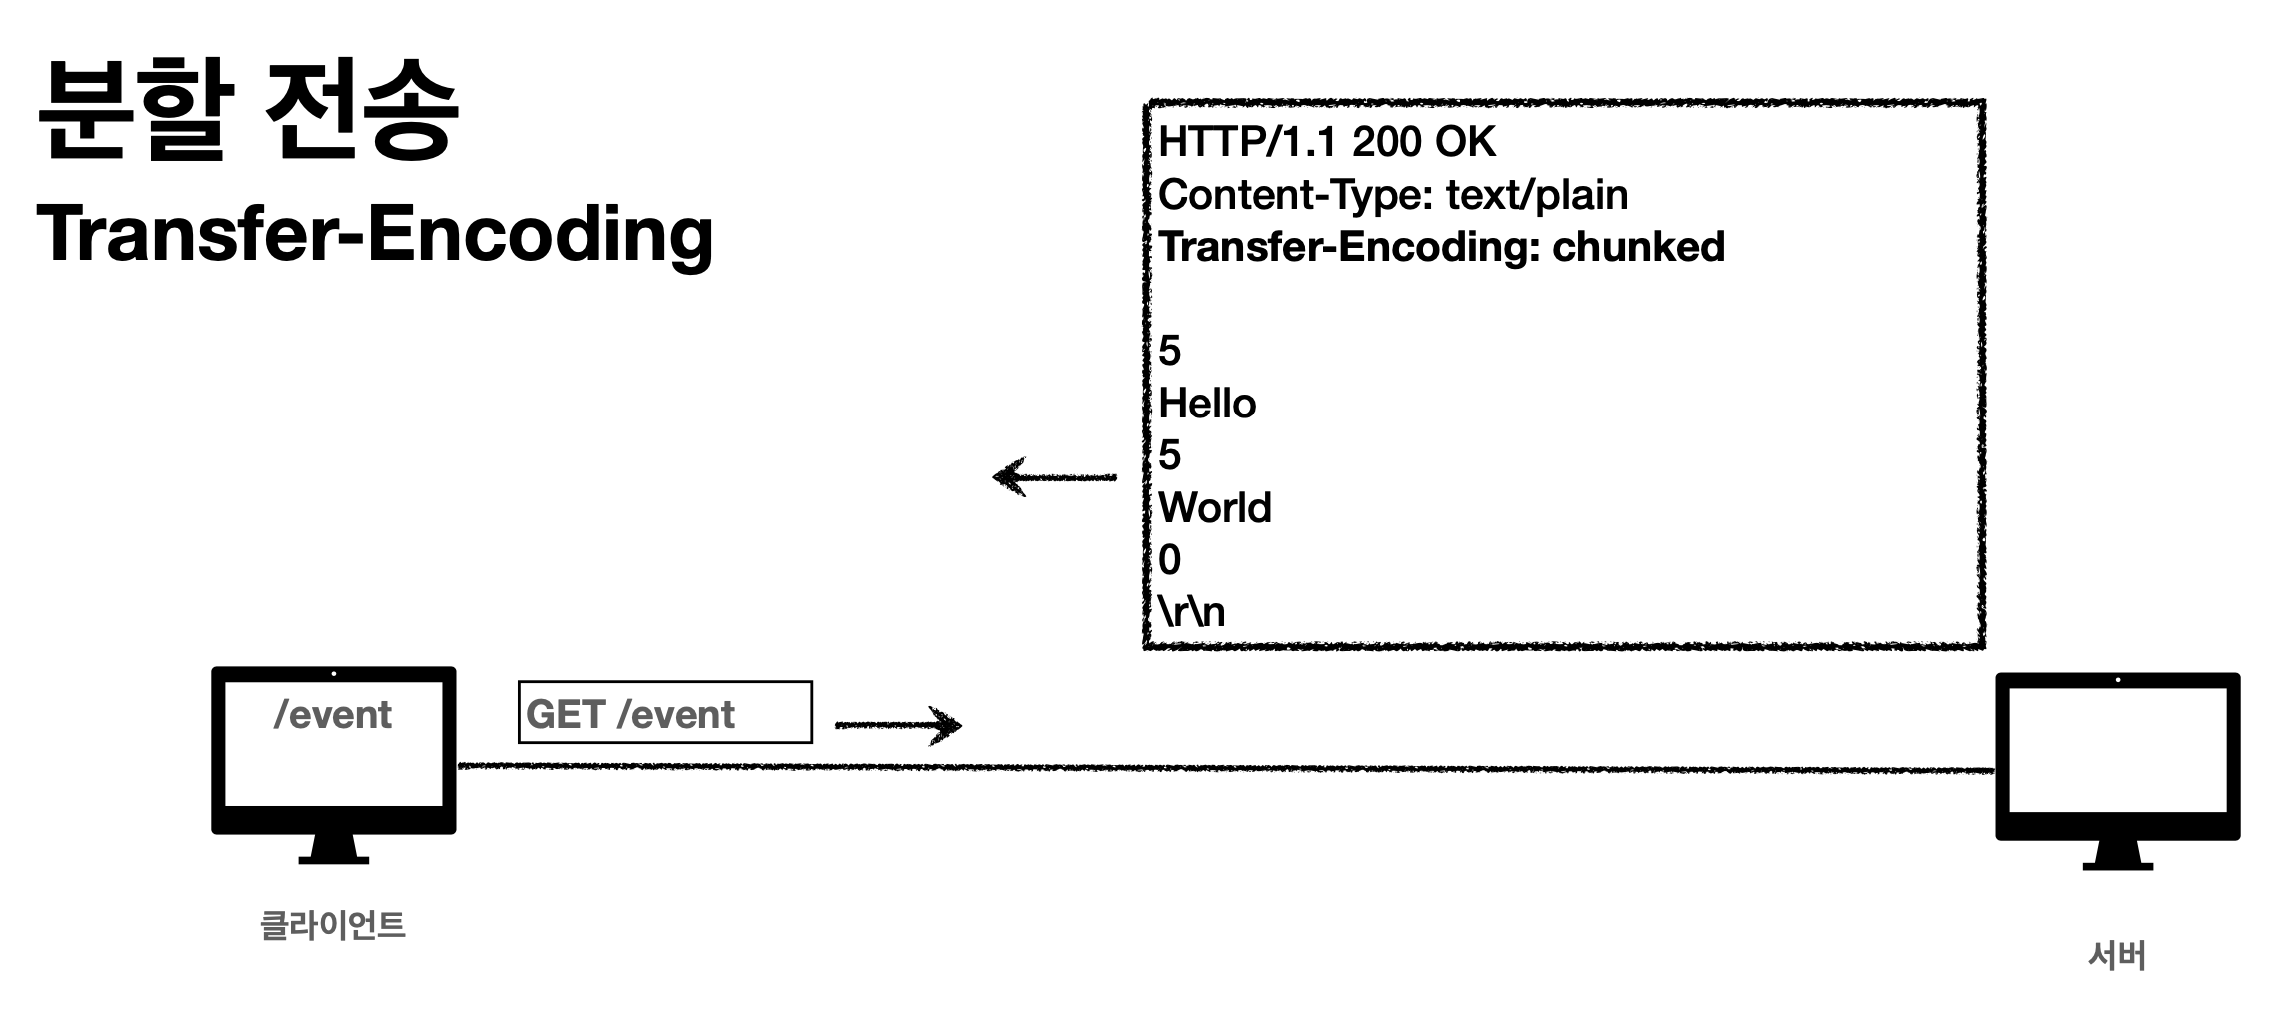 분할 전송
Transfer-Encoding
HTTP/1.1 200 OK
Content-Type: text/plain
Transfer-Encoding: chunked
5
Hello
5
World
0
\r\n
/event
GET /event
클라이언트
서버